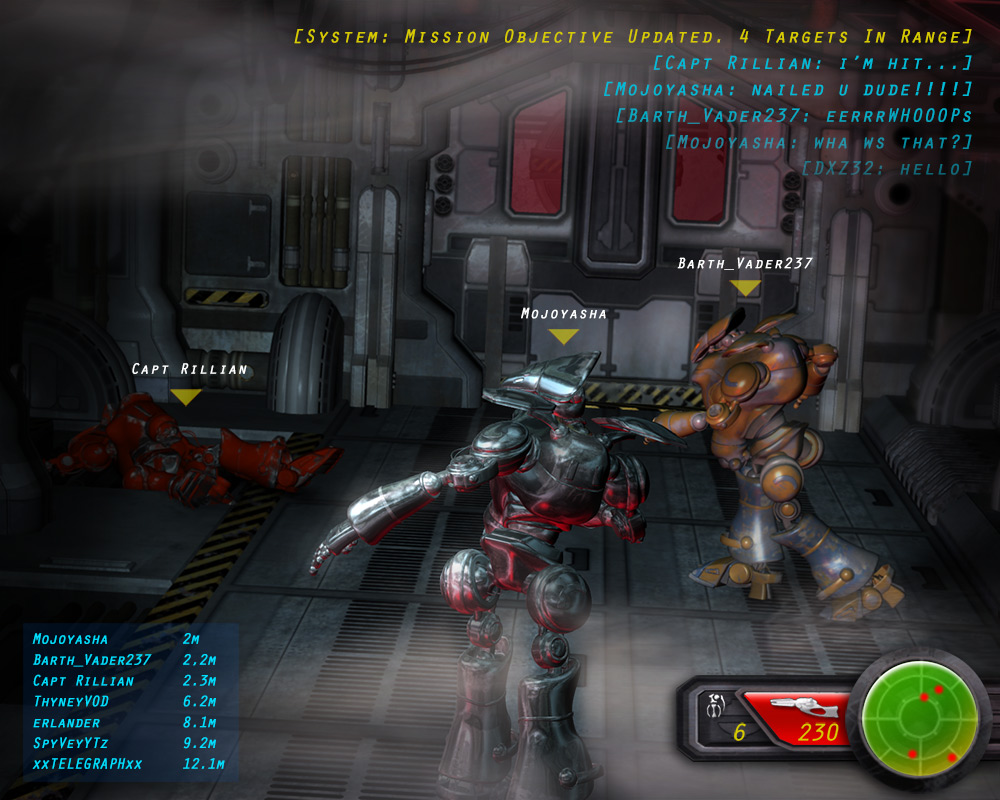 [System: Mission Objective Updated. 4 Targets In Range]
[Capt Rillian: i'm hit...]
[Mojoyasha: nailed u dude!!!!]
[Barth_Vader237: eerrrWHOOOPs
[Mojoyasha: wha ws that?]
[DXZ32: hello]
Barth_Vader237
Mojoyasha
Capt Rillian
Mojoyasha 2m
Barth_Vader237 2.2m
Capt Rillian 2.3m
ThyneyVOD 6.2m
erlander 8.1m
SpyVeyYTz 9.2m
xxTELEGRAPHxx 12.1m
6 230